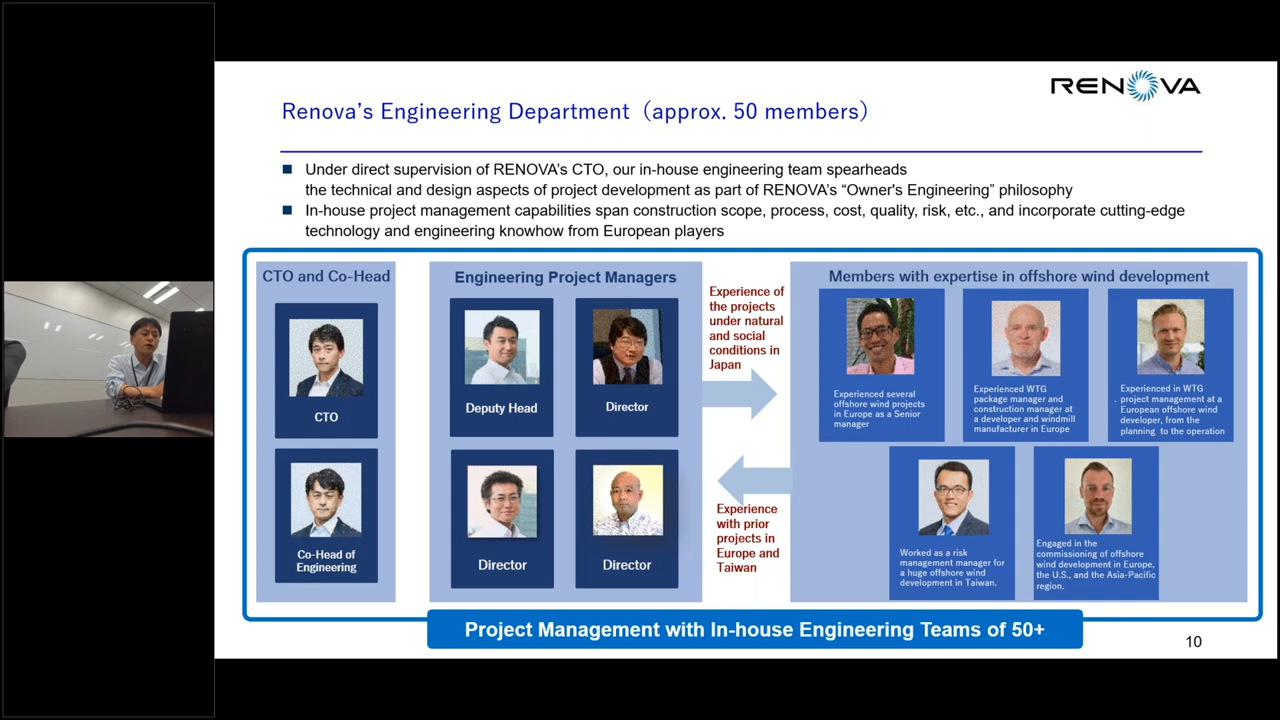 RENOVA
Renova's Engineering Department (approx. 50 members)
■ Under direct supervision of RENOVA's CTO, our in-house engineering team spearheads
the technical and design aspects of project development as part of RENOVA's “Owner's Engineering” philosophy
■ In-house project management capabilities span construction scope, process, cost, quality, risk, etc., and incorporate cutting-edge
technology and engineering knowhow from European players
CTO and Co-Head
CTO
Co-Head of
Engineering
Engineering Project Managers
Deputy Head
Director
Director
Director
Experience of
the projects
under natural
and social
conditions in
Japan
Experience
with prior
projects in
Europe and
Taiwan
Members with expertise in offshore wind development
Experienced several
offshore wind projects
in Europe as a Senior
manager
Experienced WTG
package manager and
construction manager at
a developer and windmill
manufacturer in Europe
Experienced in WTG
project management at a
European offshore wind
developer, from the
planning to the operation
Worked as a risk
management manager for
a huge offshore wind
development in Taiwan.
Engaged in the
commissioning of offshore
wind development in Europe,
the U.S., and the Asia-Pacific
region.
Project Management with In-house Engineering Teams of 50+
10